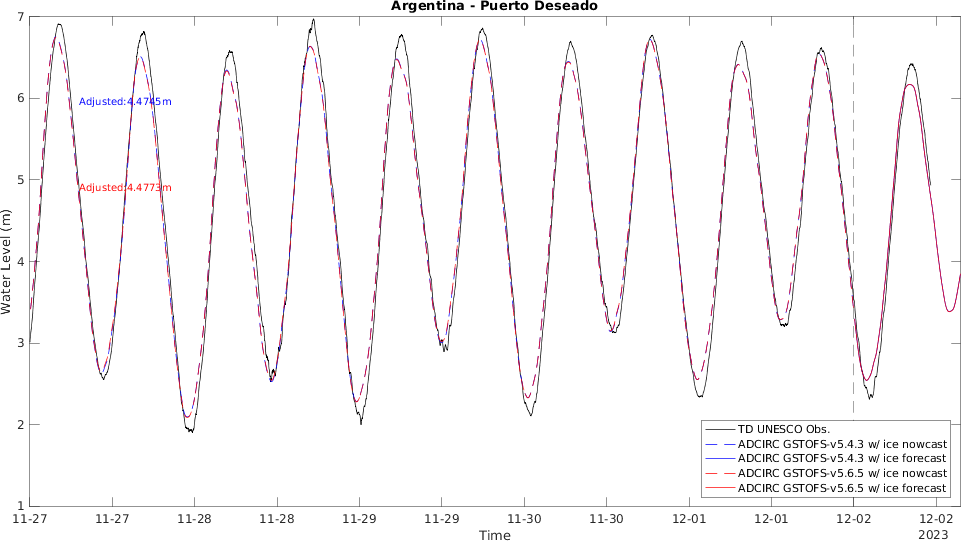 Argentina - Puerto Deseado
7
6
5
4
3
2
1
Water Level (m)
Adjusted:4.4745m
Adjusted:4.4773m
TD UNESCO Obs.
ADCIRC GSTOFS-v5.4.3 w/ ice nowcast
ADCIRC GSTOFS-v5.4.3 w/ ice forecast
ADCIRC GSTOFS-v5.6.5 w/ ice nowcast
ADCIRC GSTOFS-v5.6.5 w/ ice forecast
11-27 11-27 11-28 11-28 11-29 11-29 11-30 11-30 12-01 12-01 12-02 12-02
2023
Time